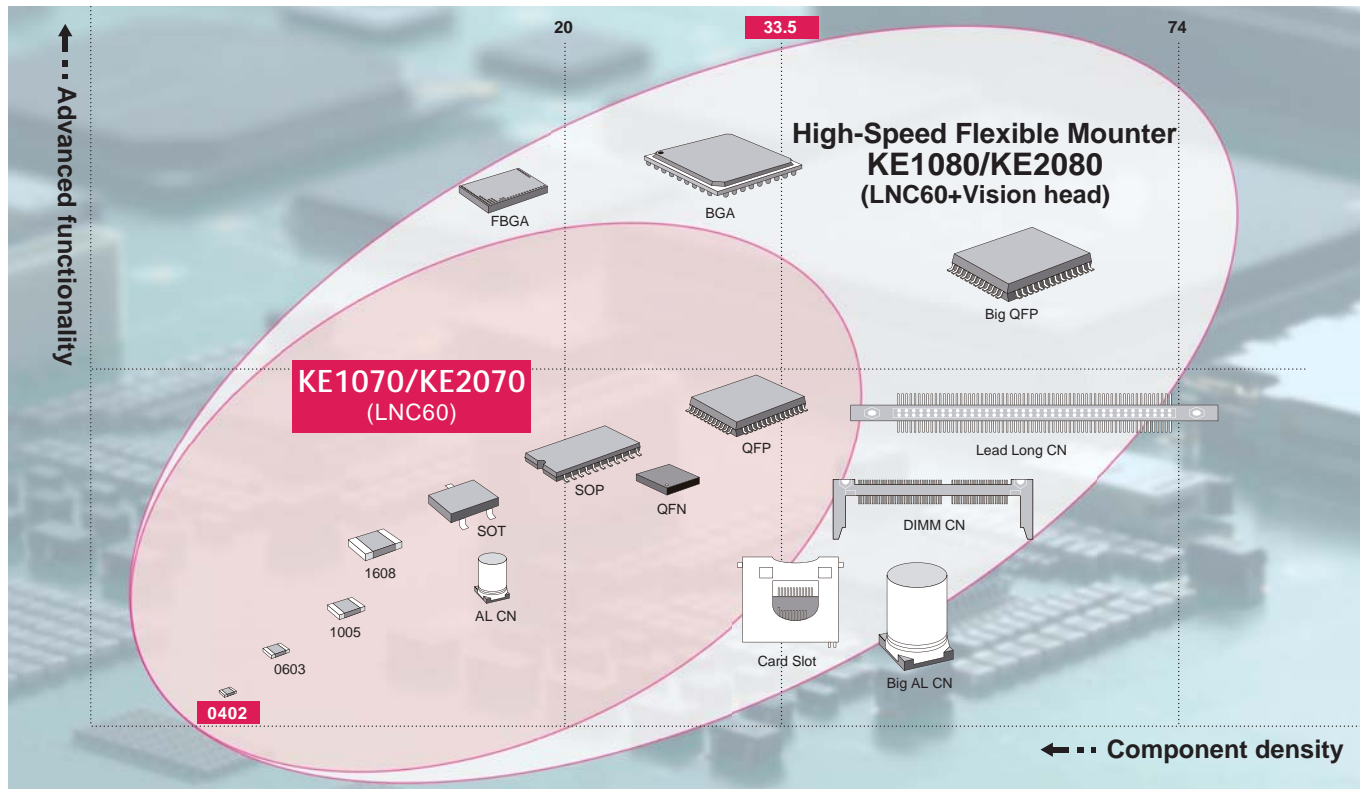 20
33.5
74
Advanced functionality
High-Speed Flexible Mounter
KE1080/KE2080
(LNC60+Vision head)
FBGA
BGA
Big QFP
KE1070/KE2070
(LNC60)
QFP
Lead Long CN
SOP
QFN
SOT
DIMM CN
1608
AL CN
1005
Card Slot
0603
Big AL CN
0402
Component density